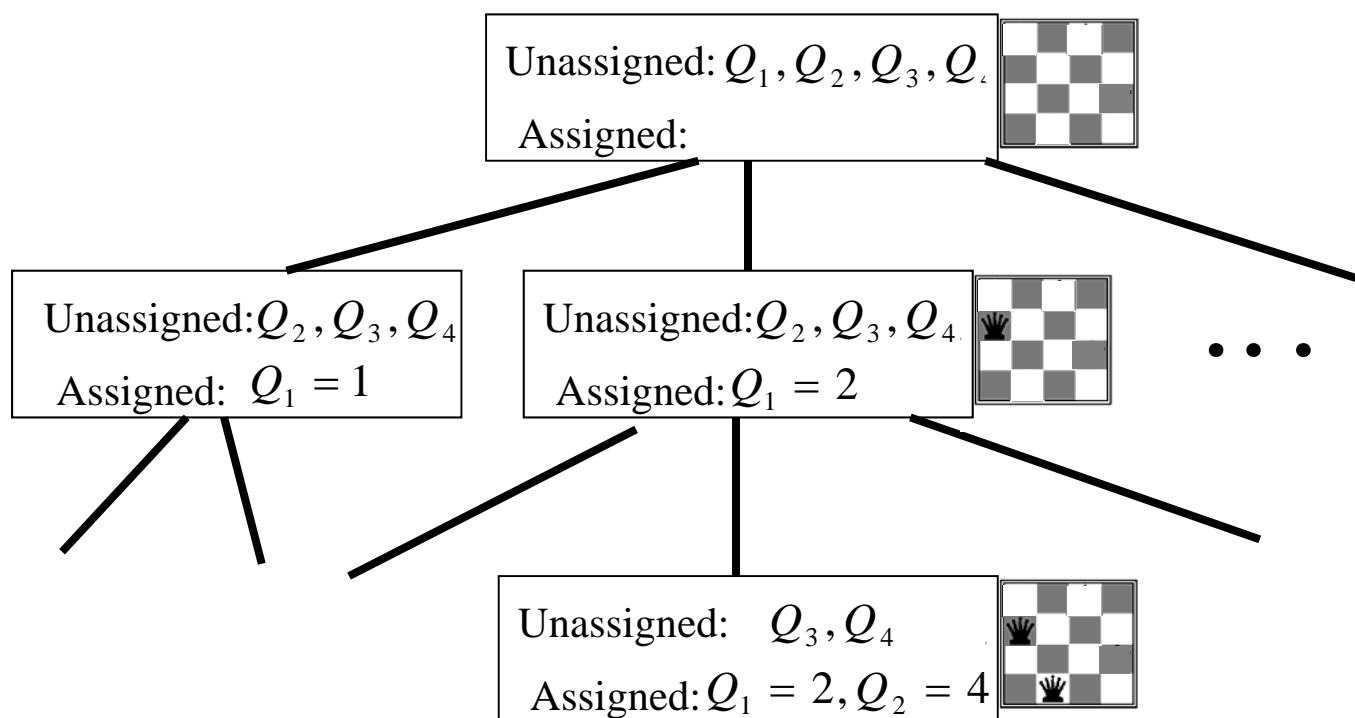 Unassigned: Q₁, Q₂, Q₃, Q
Assigned:
Unassigned: Q₂, Q₃, Q₄
Assigned: Q₁ = 1
Unassigned: Q₂, Q₃, Q₄
Assigned: Q₁ = 2
• • •
Unassigned: Q₃, Q₄
Assigned: Q₁ = 2, Q₂ = 4